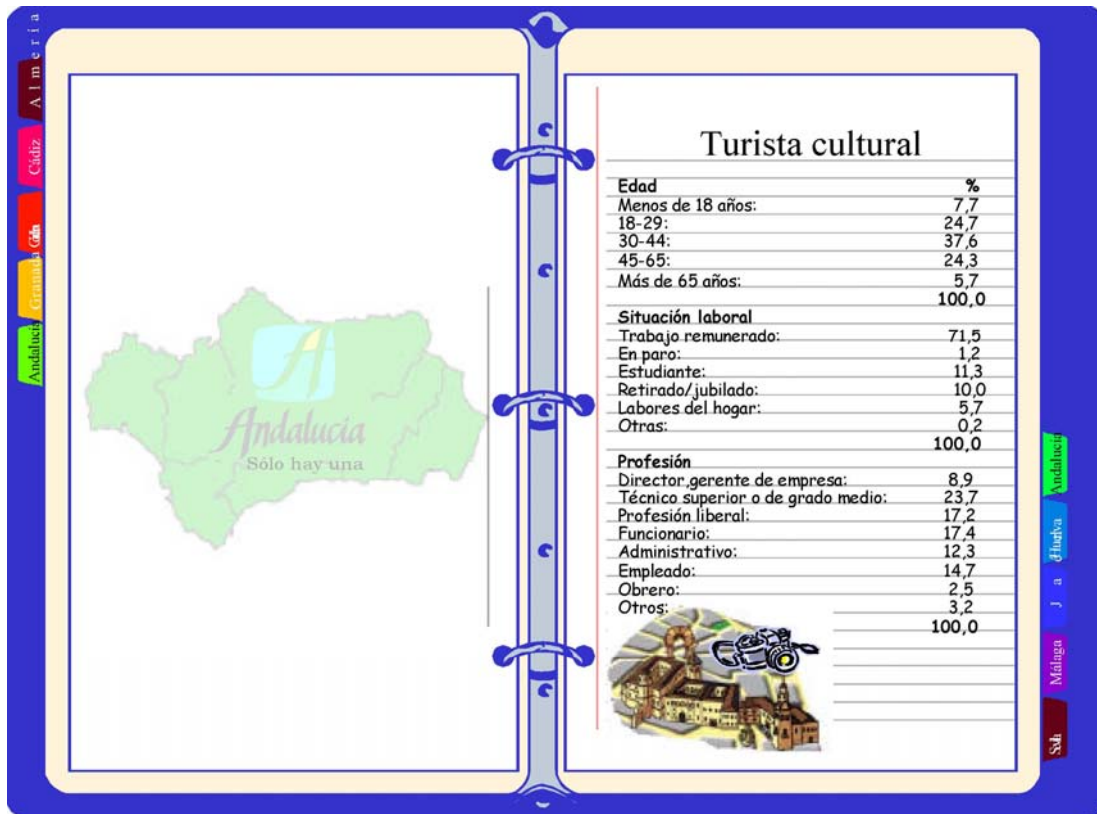 Almería
Cádiz
Granada
Andalucía
Andalucía
Sólo hay una
Turista cultural
Edad %
Menos de 18 años: 7,7
18-29: 24,7
30-44: 37,6
45-65: 24,3
Más de 65 años: 5,7
100,0
Situación laboral
Trabajo remunerado: 71,5
En paro: 1,2
Estudiante: 11,3
Retirado/jubilado: 10,0
Labores del hogar: 5,7
Otras: 0,2
100,0
Profesión
Director,gerente de empresa: 8,9
Técnico superior o de grado medio: 23,7
Profesión liberal: 17,2
Funcionario: 17,4
Administrativo: 12,3
Empleado: 14,7
Obrero: 2,5
Otros: 3,2
100,0
Andalucía
Huelva
J a
Málaga